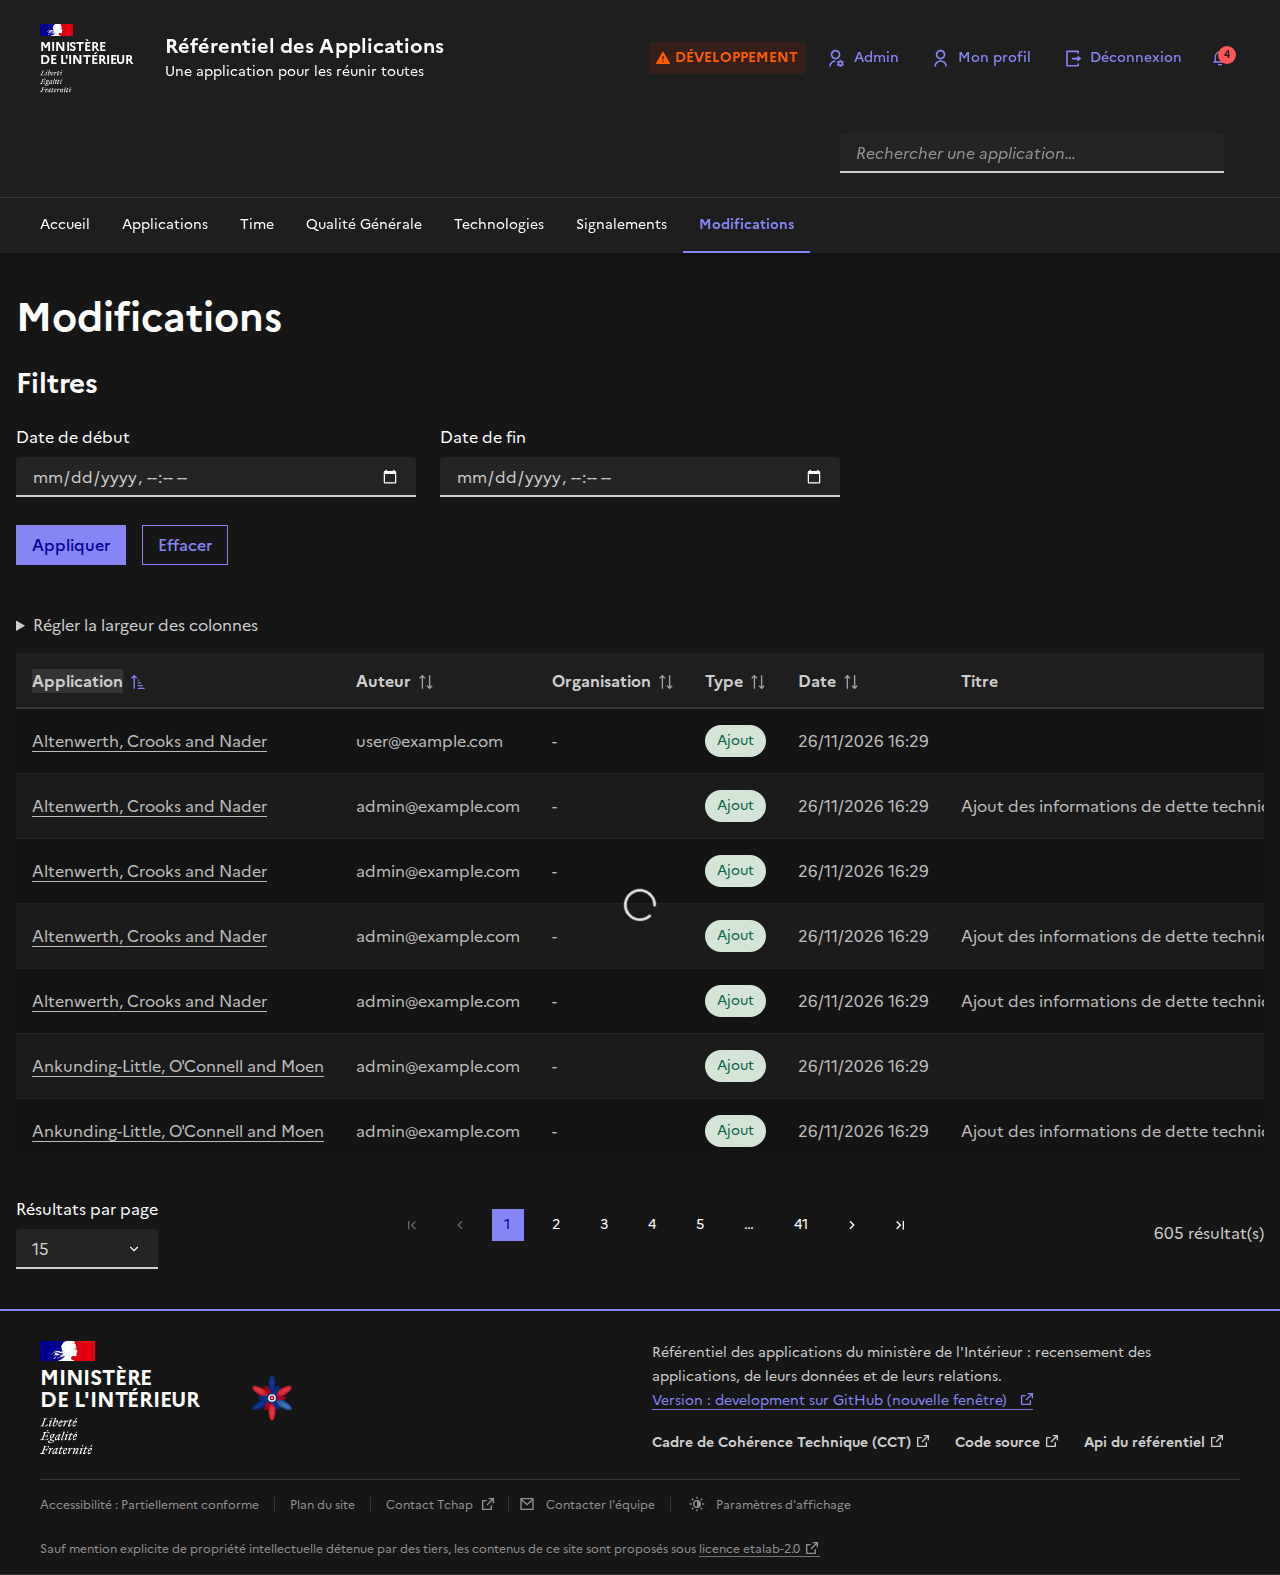 MINISTÈRE
DE L'INTÉRIEUR
Liberté
Égalité
Fraternité
Référentiel des Applications
Une application pour les réunir toutes
DÉVELOPPEMENT
Admin
Mon profil
Déconnexion
4
Rechercher une application…
Accueil
Applications
Time
Qualité Générale
Technologies
Signalements
Modifications
Modifications
Filtres
Date de début
Date de fin
mm/dd/yyyy, --:-- --
mm/dd/yyyy, --:-- --
Appliquer
Effacer
Régler la largeur des colonnes
Application Auteur Organisation Type Date Titre
Altenwerth, Crooks and Nader user@example.com - Ajout 26/11/2026 16:29
Altenwerth, Crooks and Nader admin@example.com - Ajout 26/11/2026 16:29 Ajout des informations de dette techni
Altenwerth, Crooks and Nader admin@example.com - Ajout 26/11/2026 16:29
Altenwerth, Crooks and Nader admin@example.com - Ajout 26/11/2026 16:29 Ajout des informations de dette techni
Altenwerth, Crooks and Nader admin@example.com - Ajout 26/11/2026 16:29 Ajout des informations de dette techni
Ankunding-Little, O'Connell and Moen admin@example.com - Ajout 26/11/2026 16:29
Ankunding-Little, O'Connell and Moen admin@example.com - Ajout 26/11/2026 16:29 Ajout des informations de dette techni
Résultats par page
15
1 2 3 4 5 … 41
605 résultat(s)
MINISTÈRE
DE L'INTÉRIEUR
Liberté
Égalité
Fraternité
Référentiel des applications du ministère de l'Intérieur : recensement des
applications, de leurs données et de leurs relations.
Version : development sur GitHub (nouvelle fenêtre)
Cadre de Cohérence Technique (CCT)
Code source
Api du référentiel
Accessibilité : Partiellement conforme
Plan du site
Contact Tchap
Contacter l'équipe
Paramètres d'affichage
Sauf mention explicite de propriété intellectuelle détenue par des tiers, les contenus de ce site sont proposés sous licence etalab-2.0